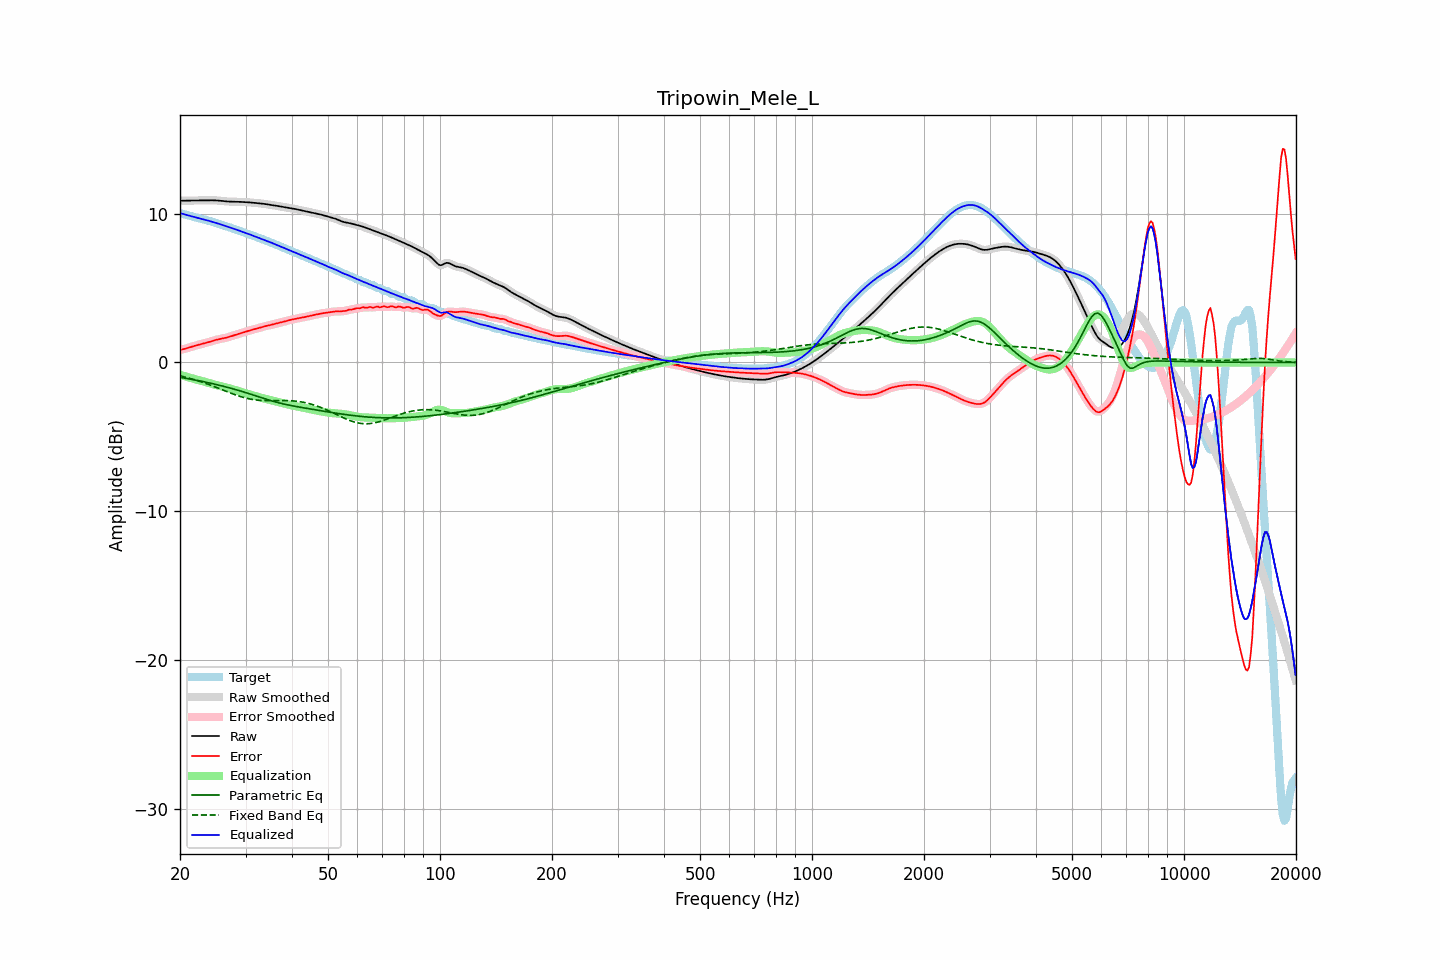 Tripowin_Mele_L
Amplitude (dBr)
10
0
−10
−20
−30
Target
Raw Smoothed
Error Smoothed
Raw
Error
Equalization
Parametric Eq
Fixed Band Eq
Equalized
20 50 100 200 500 1000 2000 5000 10000 20000
Frequency (Hz)